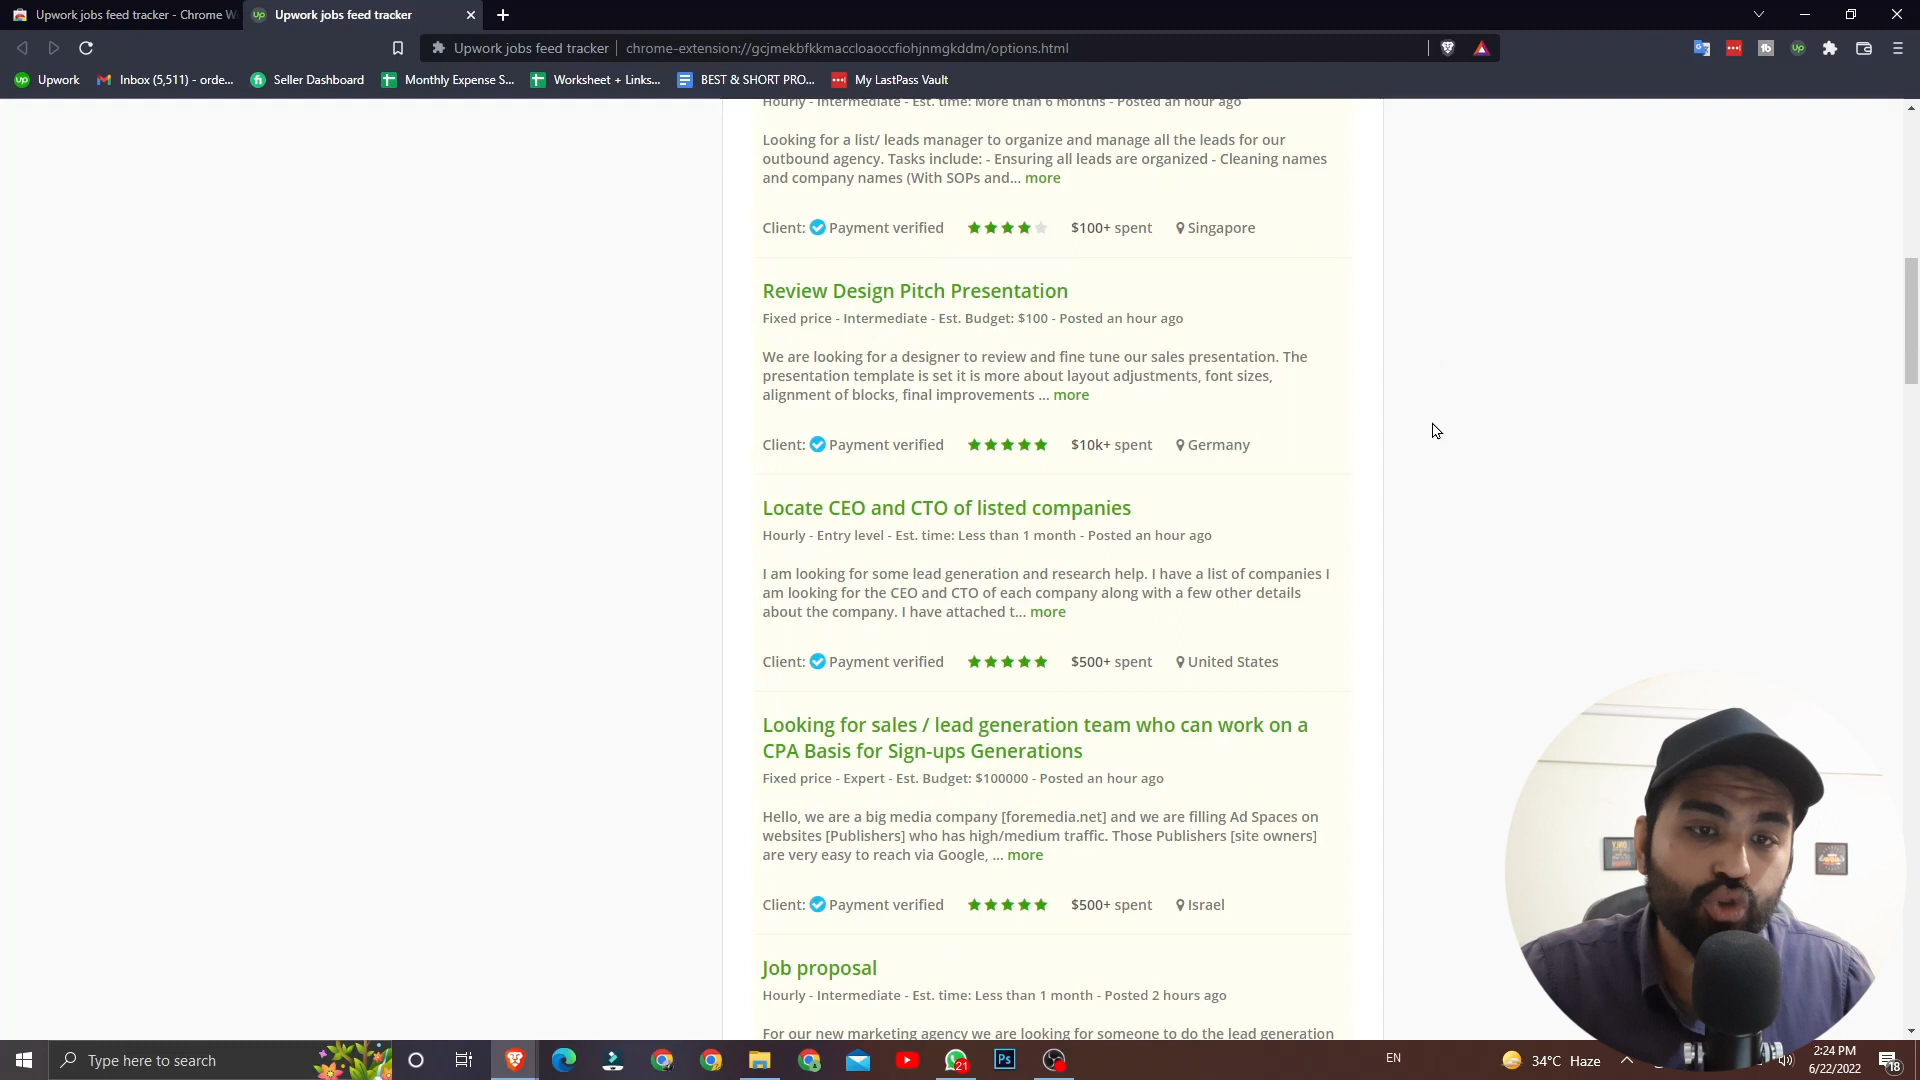 Upwork jobs feed tracker - Chrome W
Upwork jobs feed tracker
Upwork jobs feed tracker
chrome-extension://gcjmekbfkkmaccloaoccfiohjnmgkddm/options.html
Upwork
Inbox (5,511) - orde...
Seller Dashboard
Monthly Expense S...
Worksheet + Links...
BEST & SHORT PRO...
My LastPass Vault
Hourly - Intermediate - Est. time: More than 6 months - Posted an hour ago
Looking for a list/ leads manager to organize and manage all the leads for our
outbound agency. Tasks include: - Ensuring all leads are organized - Cleaning names
and company names (With SOPs and... more
Client: Payment verified $100+ spent Singapore
Review Design Pitch Presentation
Fixed price - Intermediate - Est. Budget: $100 - Posted an hour ago
We are looking for a designer to review and fine tune our sales presentation. The
presentation template is set it is more about layout adjustments, font sizes,
alignment of blocks, final improvements ... more
Client: Payment verified $10k+ spent Germany
Locate CEO and CTO of listed companies
Hourly - Entry level - Est. time: Less than 1 month - Posted an hour ago
I am looking for some lead generation and research help. I have a list of companies I
am looking for the CEO and CTO of each company along with a few other details
about the company. I have attached t... more
Client: Payment verified $500+ spent United States
Looking for sales / lead generation team who can work on a
CPA Basis for Sign-ups Generations
Fixed price - Expert - Est. Budget: $100000 - Posted an hour ago
Hello, we are a big media company [foremedia.net] and we are filling Ad Spaces on
websites [Publishers] who has high/medium traffic. Those Publishers [site owners]
are very easy to reach via Google, ... more
Client: Payment verified $500+ spent Israel
Job proposal
Hourly - Intermediate - Est. time: Less than 1 month - Posted 2 hours ago
For our new marketing agency we are looking for someone to do the lead generation
Type here to search
21
Ps
EN
34°C Haze
2:24 PM
6/22/2022
18